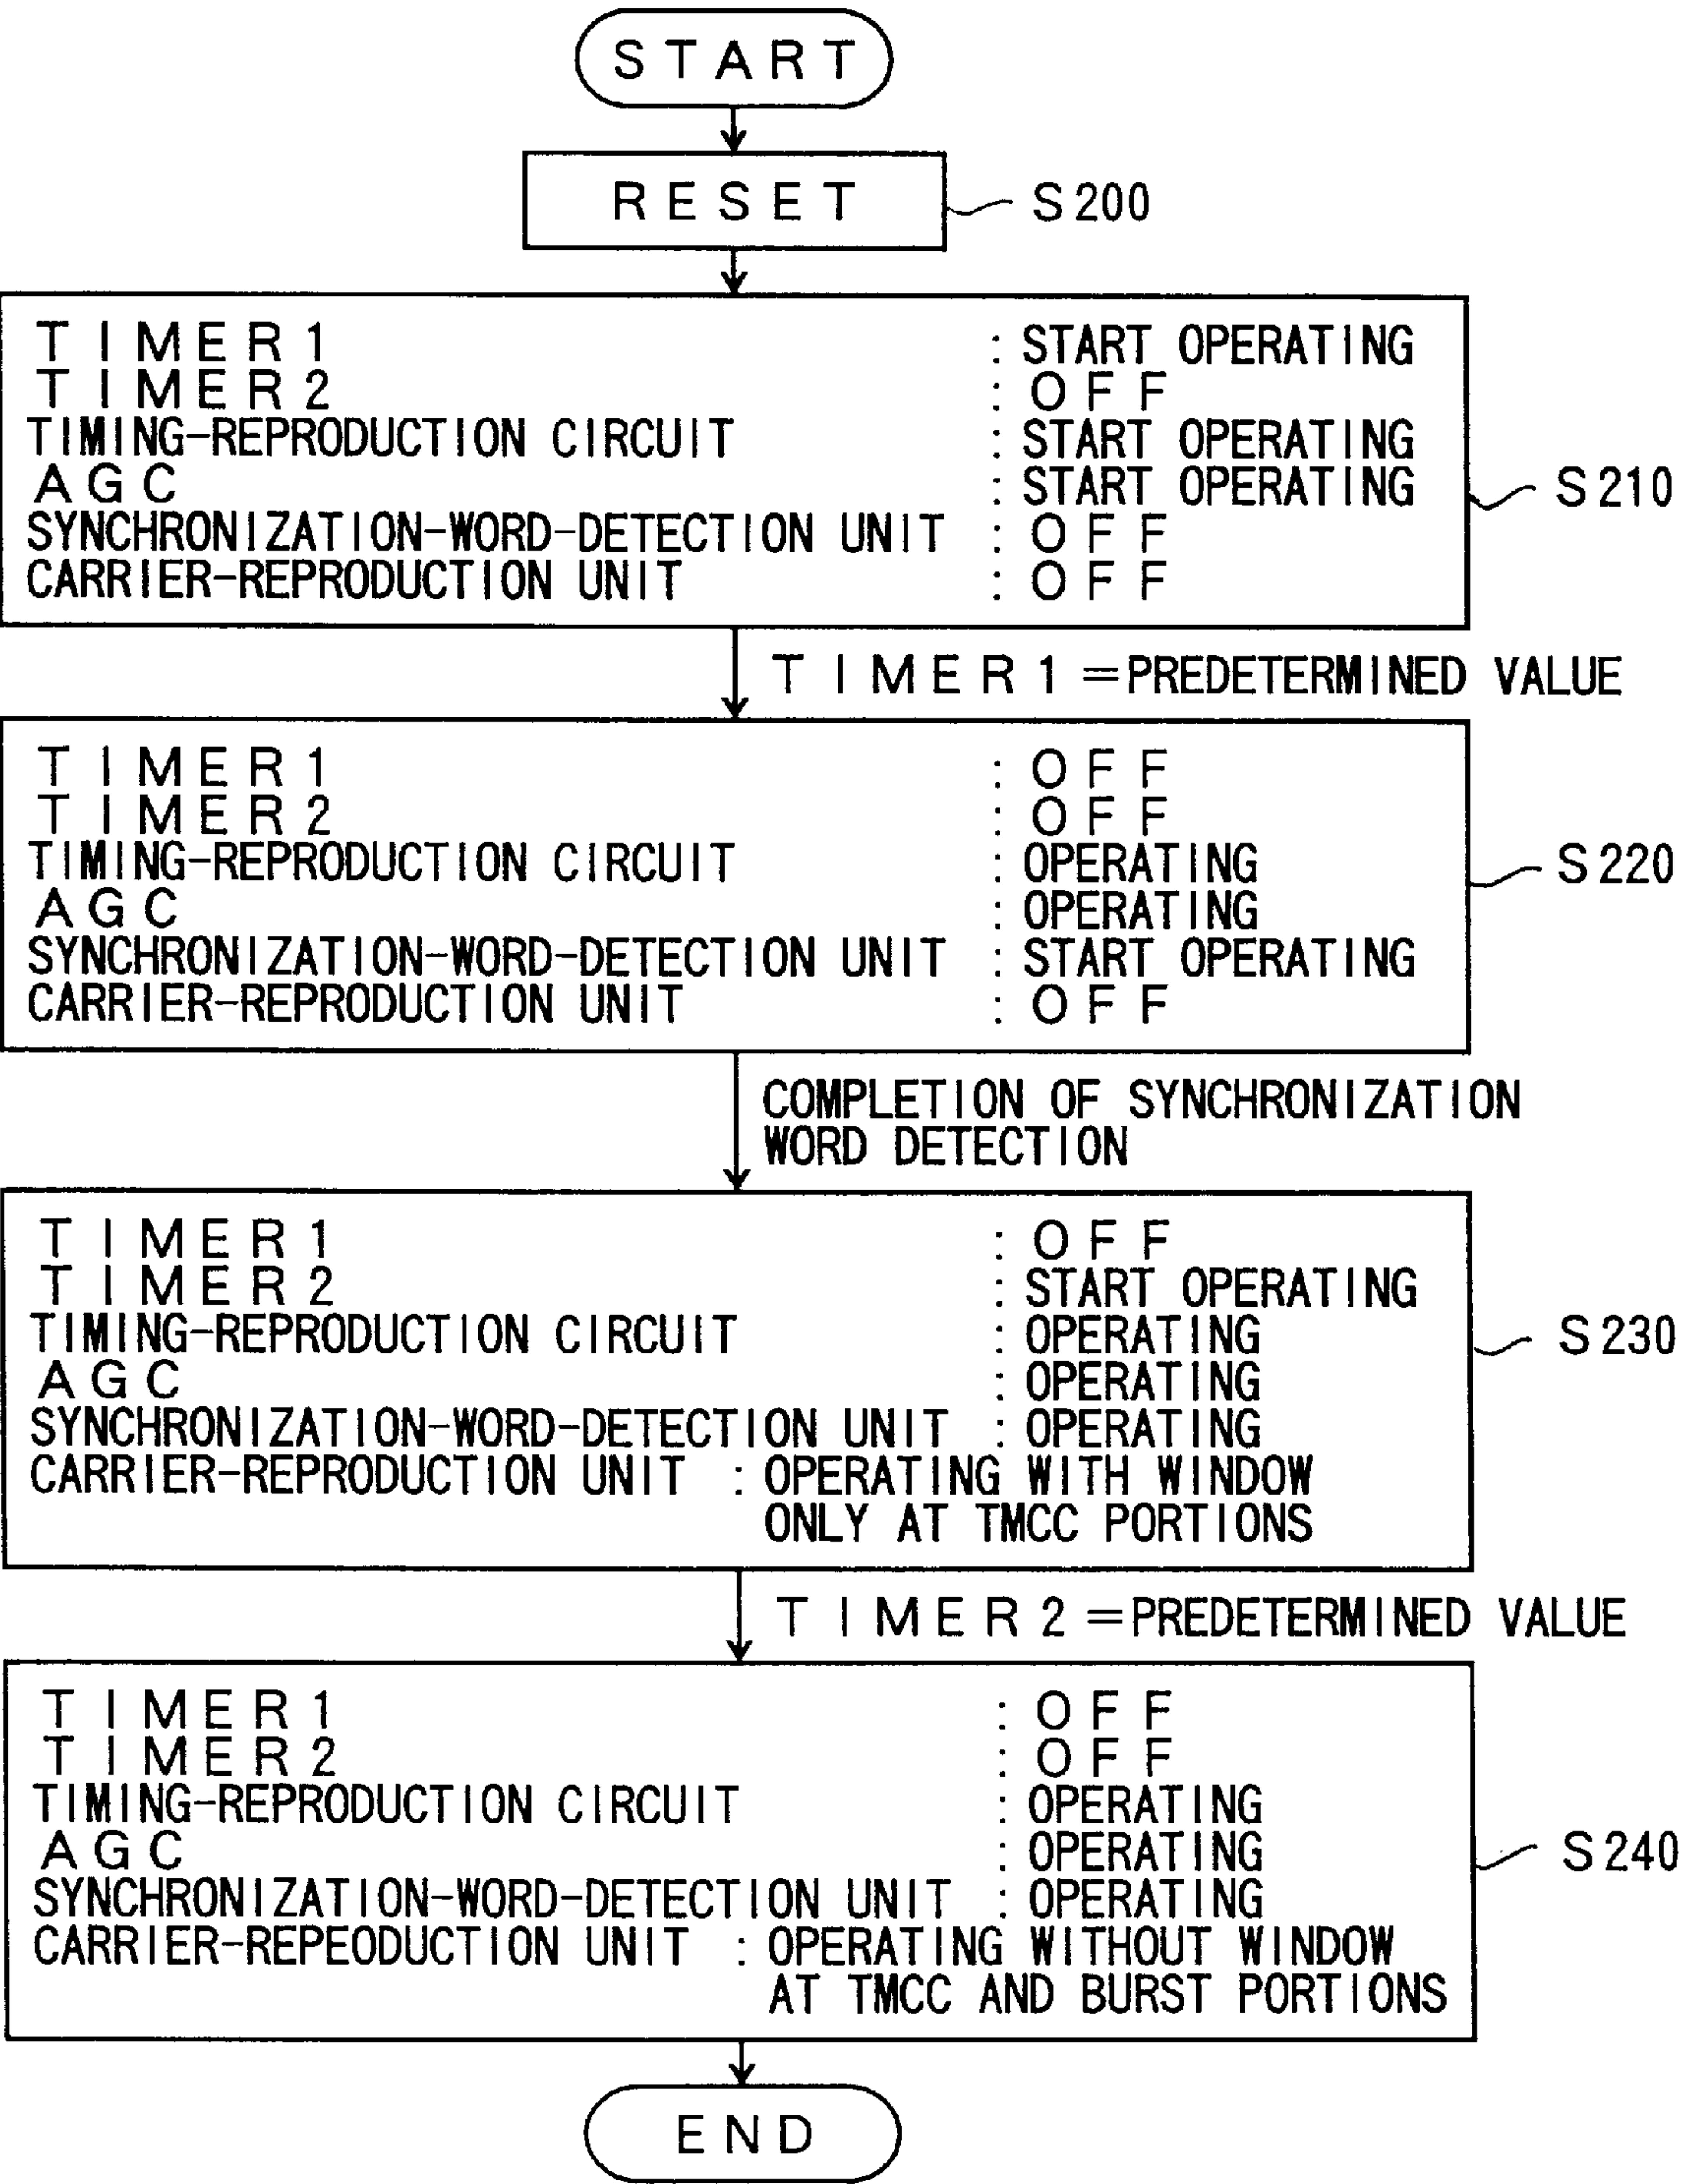 START
RESET
S200
TIMER1 : START OPERATING
TIMER2 : OFF
TIMING-REPRODUCTION CIRCUIT : START OPERATING
AGC : START OPERATING
S210
SYNCHRONIZATION-WORD-DETECTION UNIT : OFF
CARRIER-REPRODUCTION UNIT : OFF
TIMER1=PREDETERMINED VALUE
TIMER1 : OFF
TIMER2 : OFF
TIMING-REPRODUCTION CIRCUIT : OPERATING
S220
AGC : OPERATING
SYNCHRONIZATION-WORD-DETECTION UNIT : START OPERATING
CARRIER-REPRODUCTION UNIT : OFF
COMPLETION OF SYNCHRONIZATION
WORD DETECTION
TIMER1 : OFF
TIMER2 : START OPERATING
TIMING-REPRODUCTION CIRCUIT : OPERATING
S230
AGC : OPERATING
SYNCHRONIZATION-WORD-DETECTION UNIT : OPERATING
CARRIER-REPRODUCTION UNIT : OPERATING WITH WINDOW
ONLY AT TMCC PORTIONS
TIMER2=PREDETERMINED VALUE
TIMER1 : OFF
TIMER2 : OFF
TIMING-REPRODUCTION CIRCUIT : OPERATING
AGC : OPERATING
S240
SYNCHRONIZATION-WORD-DETECTION UNIT : OPERATING
CARRIER-REPEODUCTION UNIT : OPERATING WITHOUT WINDOW
AT TMCC AND BURST PORTIONS
END